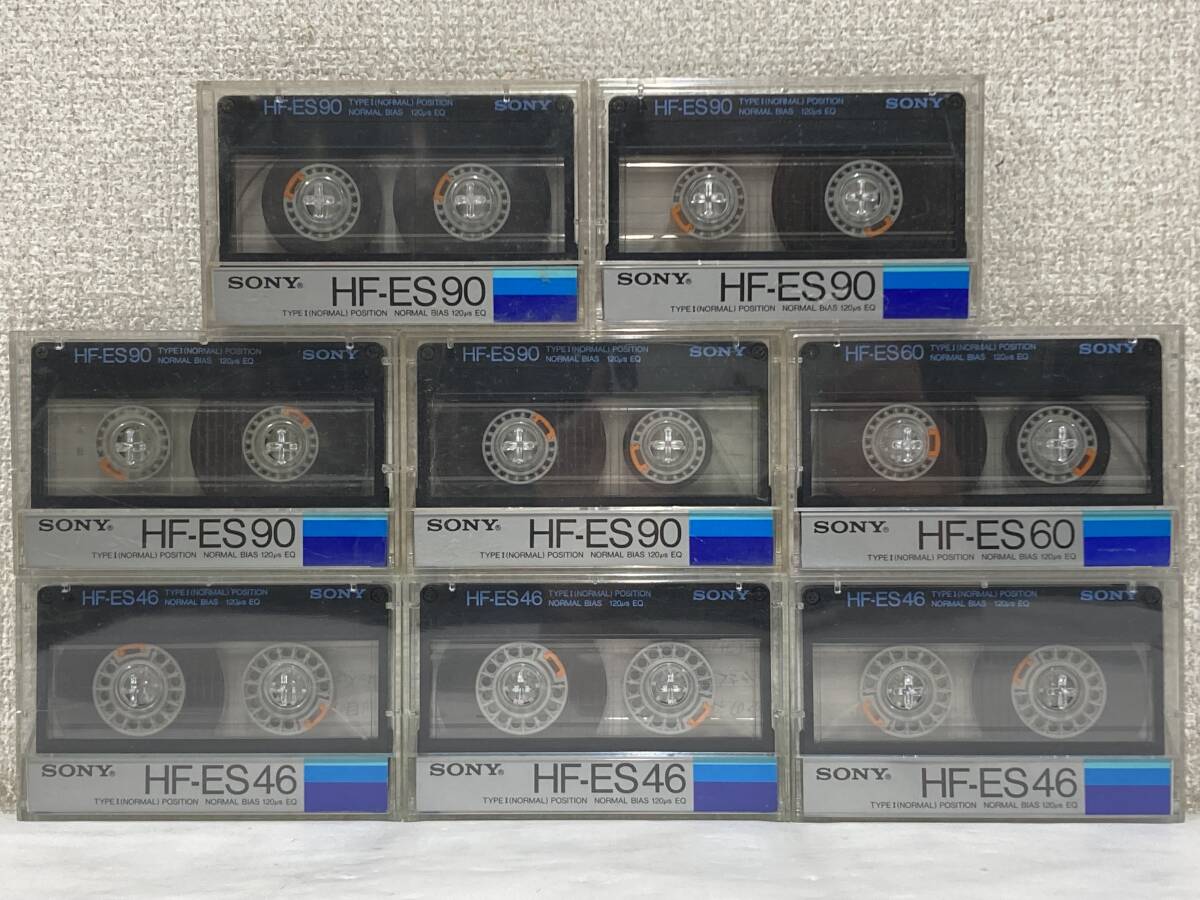 HF-ES90 TYPE I (NORMAL) POSITION SONY
NORMAL BIAS 120μs EQ
SONY® HF-ES90
TYPE I (NORMAL) POSITION NORMAL BIAS 120μs EQ
HF-ES90 TYPE I (NORMAL) POSITION SONY
NORMAL BIAS 120μs EQ
SONY® HF-ES90
TYPE I (NORMAL) POSITION NORMAL BIAS 120μs EQ
HF-ES90 TYPE I (NORMAL) POSITION SONY
NORMAL BIAS 120μs EQ
SONY® HF-ES90
TYPE I (NORMAL) POSITION NORMAL BIAS 120μs EQ
HF-ES90 TYPE I (NORMAL) POSITION SONY
NORMAL BIAS 120μs EQ
SONY® HF-ES90
TYPE I (NORMAL) POSITION NORMAL BIAS 120μs EQ
HF-ES60 TYPE I (NORMAL) POSITION SONY
NORMAL BIAS 120μs EQ
SONY® HF-ES60
TYPE I (NORMAL) POSITION NORMAL BIAS 120μs EQ
HF-ES46 TYPE I (NORMAL) POSITION SONY
NORMAL BIAS 120μs EQ
SONY® HF-ES46
TYPE I (NORMAL) POSITION NORMAL BIAS 120μs EQ
HF-ES46 TYPE I (NORMAL) POSITION SONY
NORMAL BIAS 120μs EQ
SONY® HF-ES46
TYPE I (NORMAL) POSITION NORMAL BIAS 120μs EQ
HF-ES46 TYPE I (NORMAL) POSITION SONY
NORMAL BIAS 120μs EQ
SONY® HF-ES46
TYPE I (NORMAL) POSITION NORMAL BIAS 120μs EQ